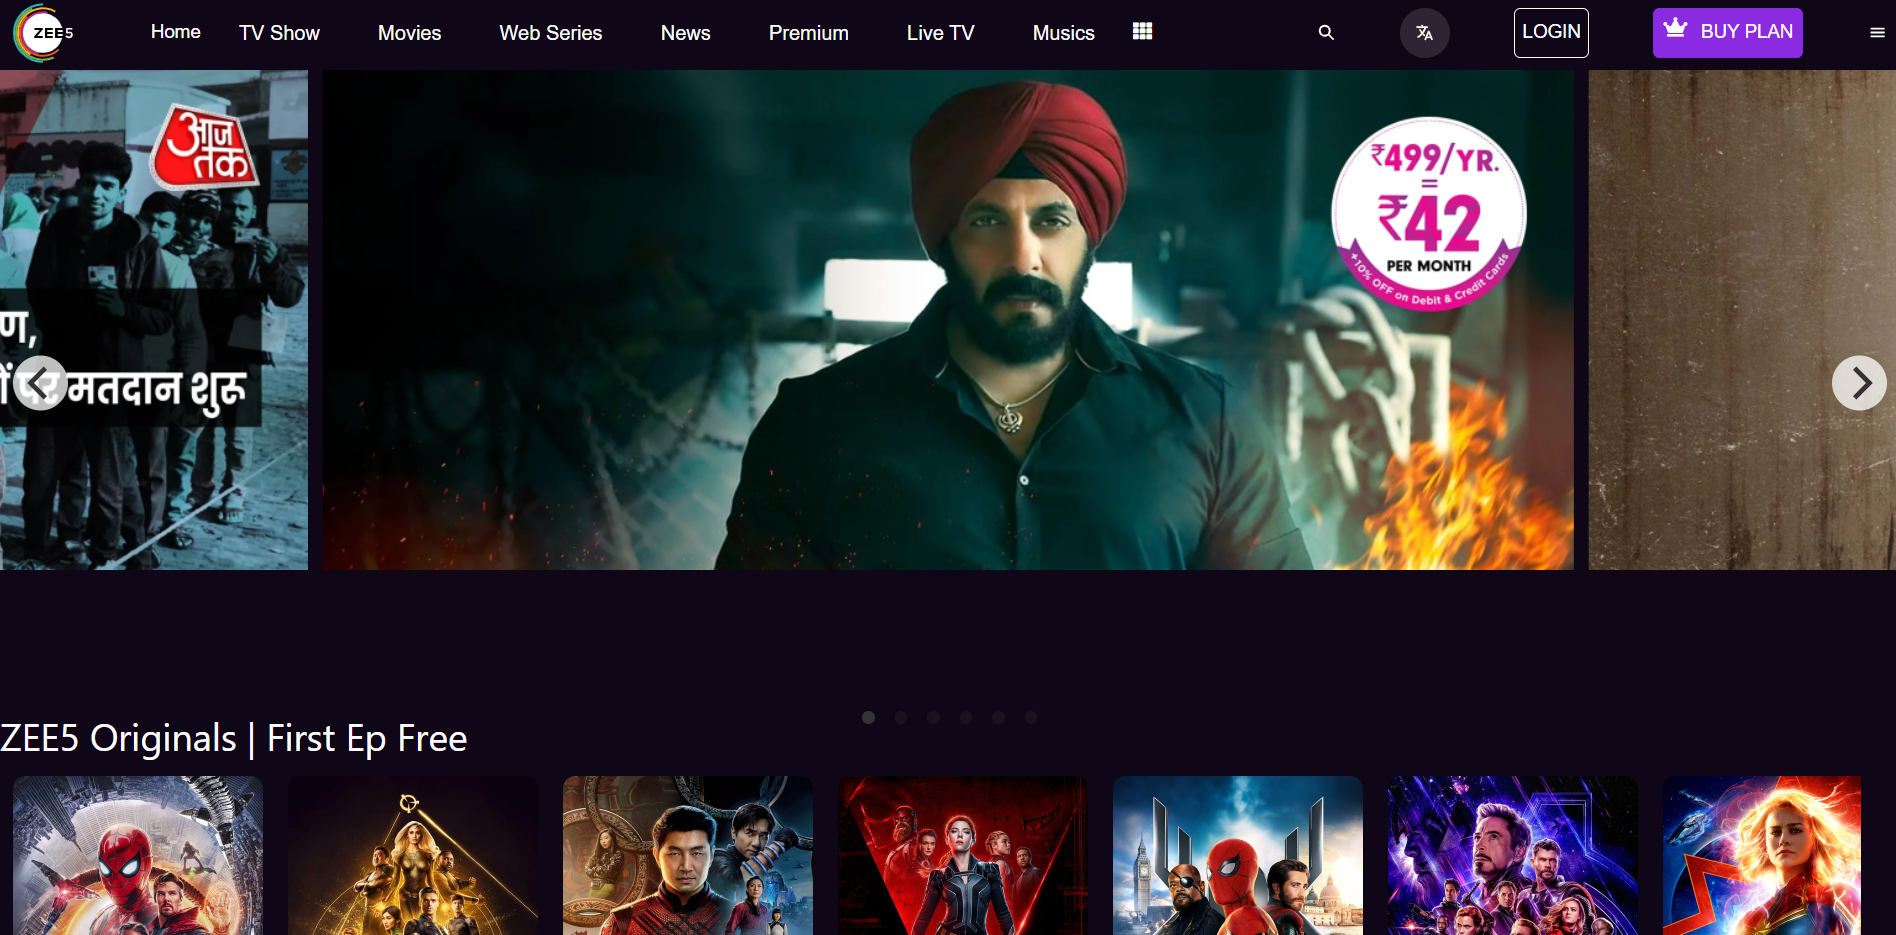 ZEE5
Home
TV Show
Movies
Web Series
News
Premium
Live TV
Musics
LOGIN
BUY PLAN
आज
तक
ण,
पर मतदान शुरू
₹499/YR.
=
₹42
PER MONTH
+10% OFF on Debit & Credit Cards
ZEE5 Originals | First Ep Free